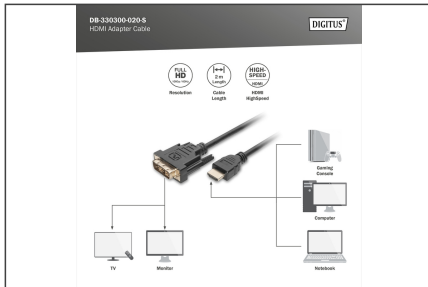 DB-330300-020-S
HDMI Adapter Cable
DIGITUS®
FULL
HD
2 m
Length
HIGH-
SPEED
HDMI
Resolution
Cable
Length
HDMI
HighSpeed
Gaming
Console
Computer
TV
Monitor
Notebook